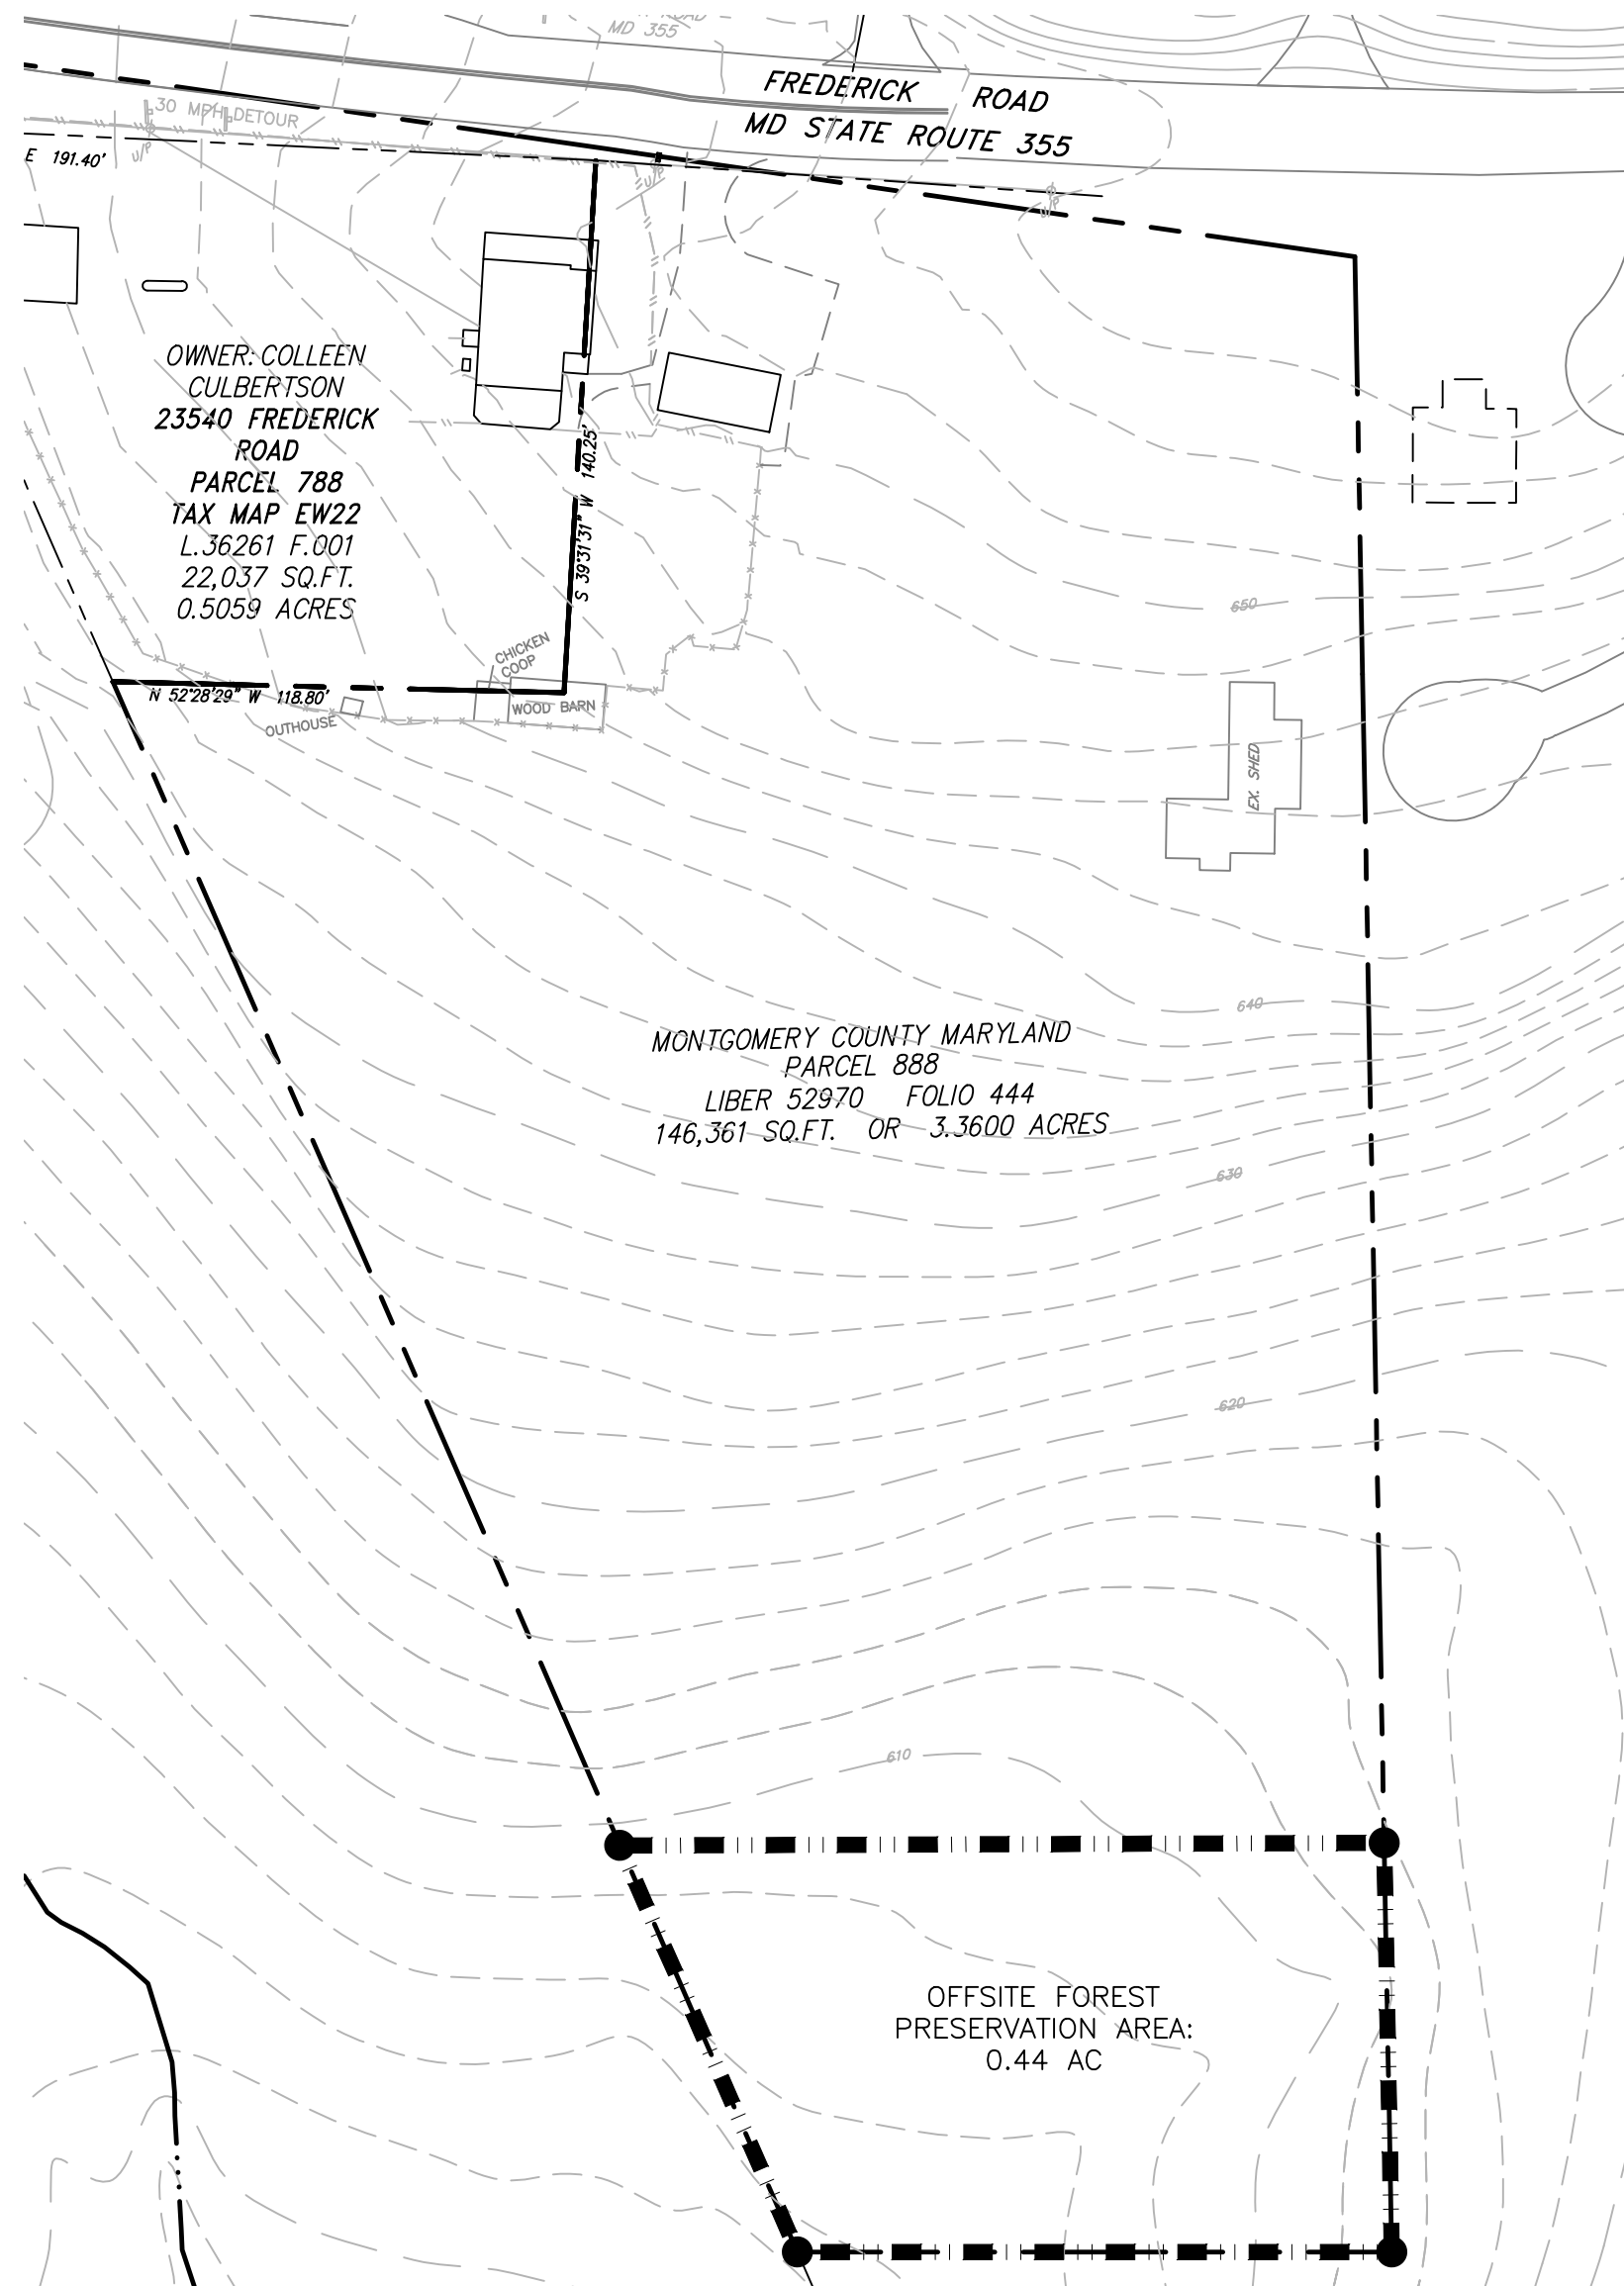 MD 355
FREDERICK ROAD
MD STATE ROUTE 355
30 MPH DETOUR
U/P
U/P
U/P
E 191.40'
OWNER: COLLEEN
CULBERTSON
23540 FREDERICK
ROAD
PARCEL 788
TAX MAP EW22
L.36261 F.001
22,037 SQ.FT.
0.5059 ACRES
S 39°31'31" W 140.25'
N 52°28'29" W 118.80'
CHICKEN
COOP
WOOD BARN
OUTHOUSE
650
EX. SHED
640
MONTGOMERY COUNTY MARYLAND
PARCEL 888
LIBER 52970 FOLIO 444
146,361 SQ.FT. OR 3.3600 ACRES
630
620
610
OFFSITE FOREST
PRESERVATION AREA:
0.44 AC